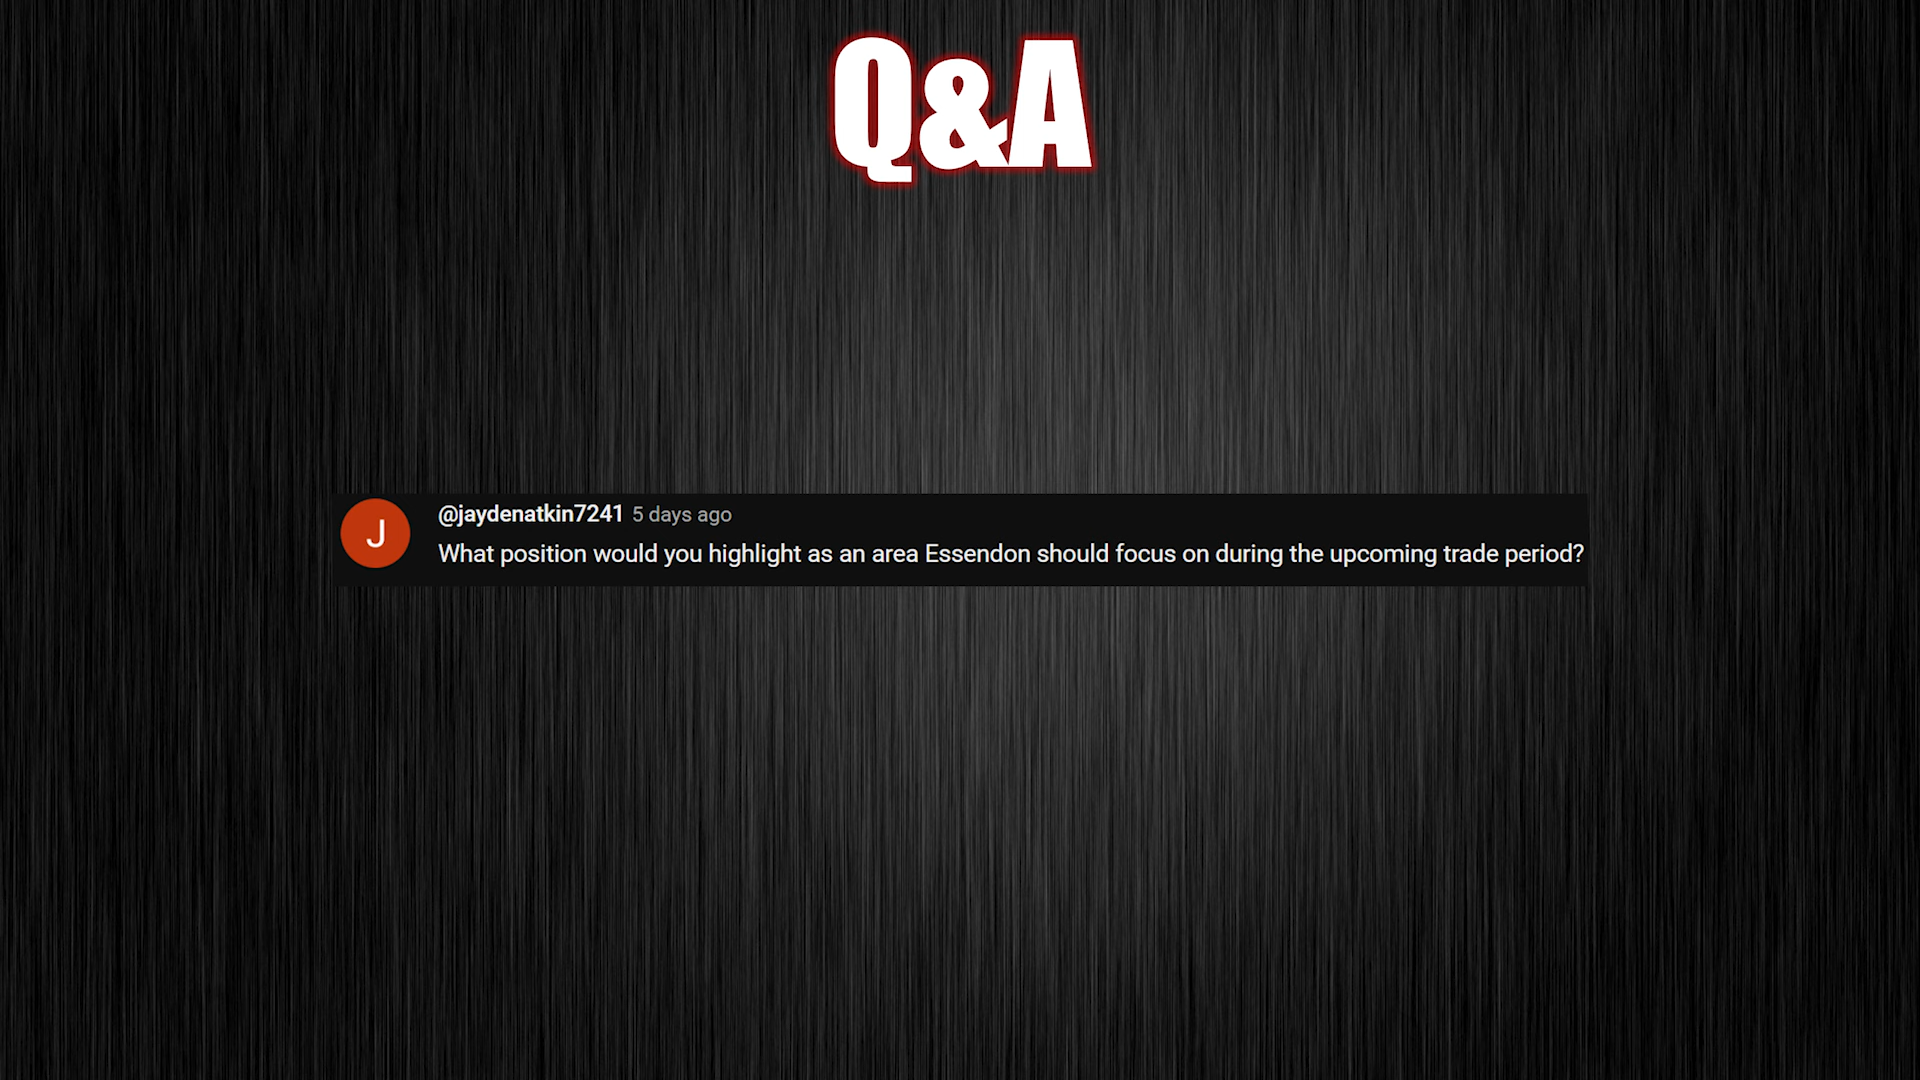 Q&A
J
@jaydenatkin7241 5 days ago
What position would you highlight as an area Essendon should focus on during the upcoming trade period?